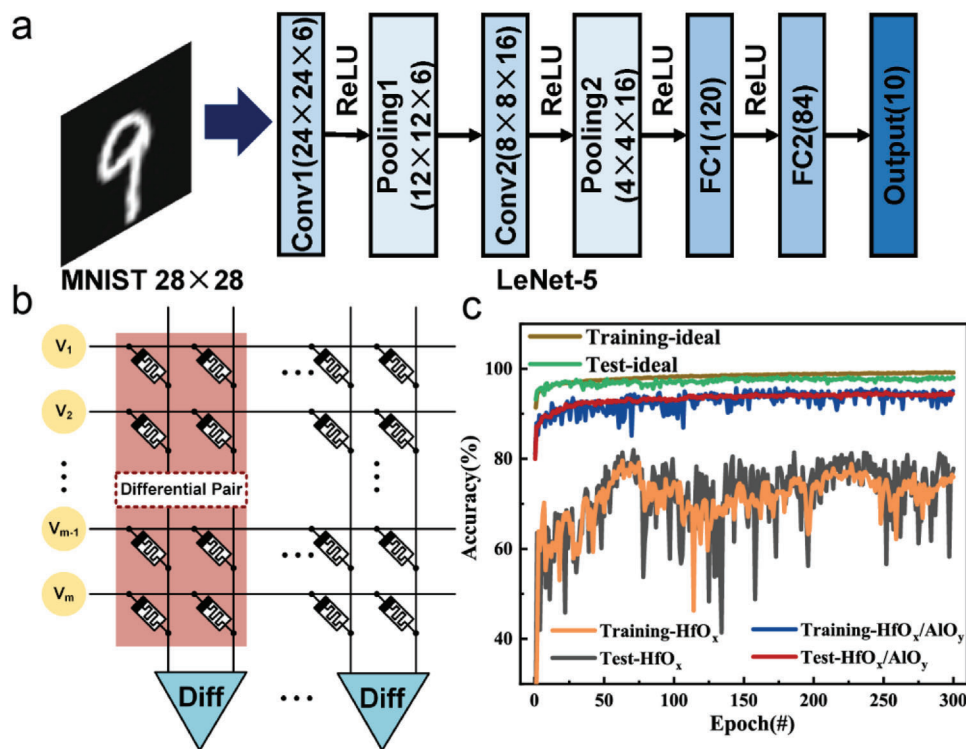 a
Conv1(24×24×6)
ReLU
Pooling1
(12×12×6)
Conv2(8×8×16)
ReLU
Pooling2
(4×4×16)
ReLU
FC1(120)
ReLU
FC2(84)
Output(10)
9
MNIST 28×28
LeNet-5
b
V1
V2
Differential Pair
Vm-1
Vm
Diff
Diff
c
Training-ideal
Test-ideal
Training-HfOx
Test-HfOx
Training-HfOx/AlOy
Test-HfOx/AlOy
Accuracy(%)
100
80
60
40
0
50
100
150
200
250
300
Epoch(#)